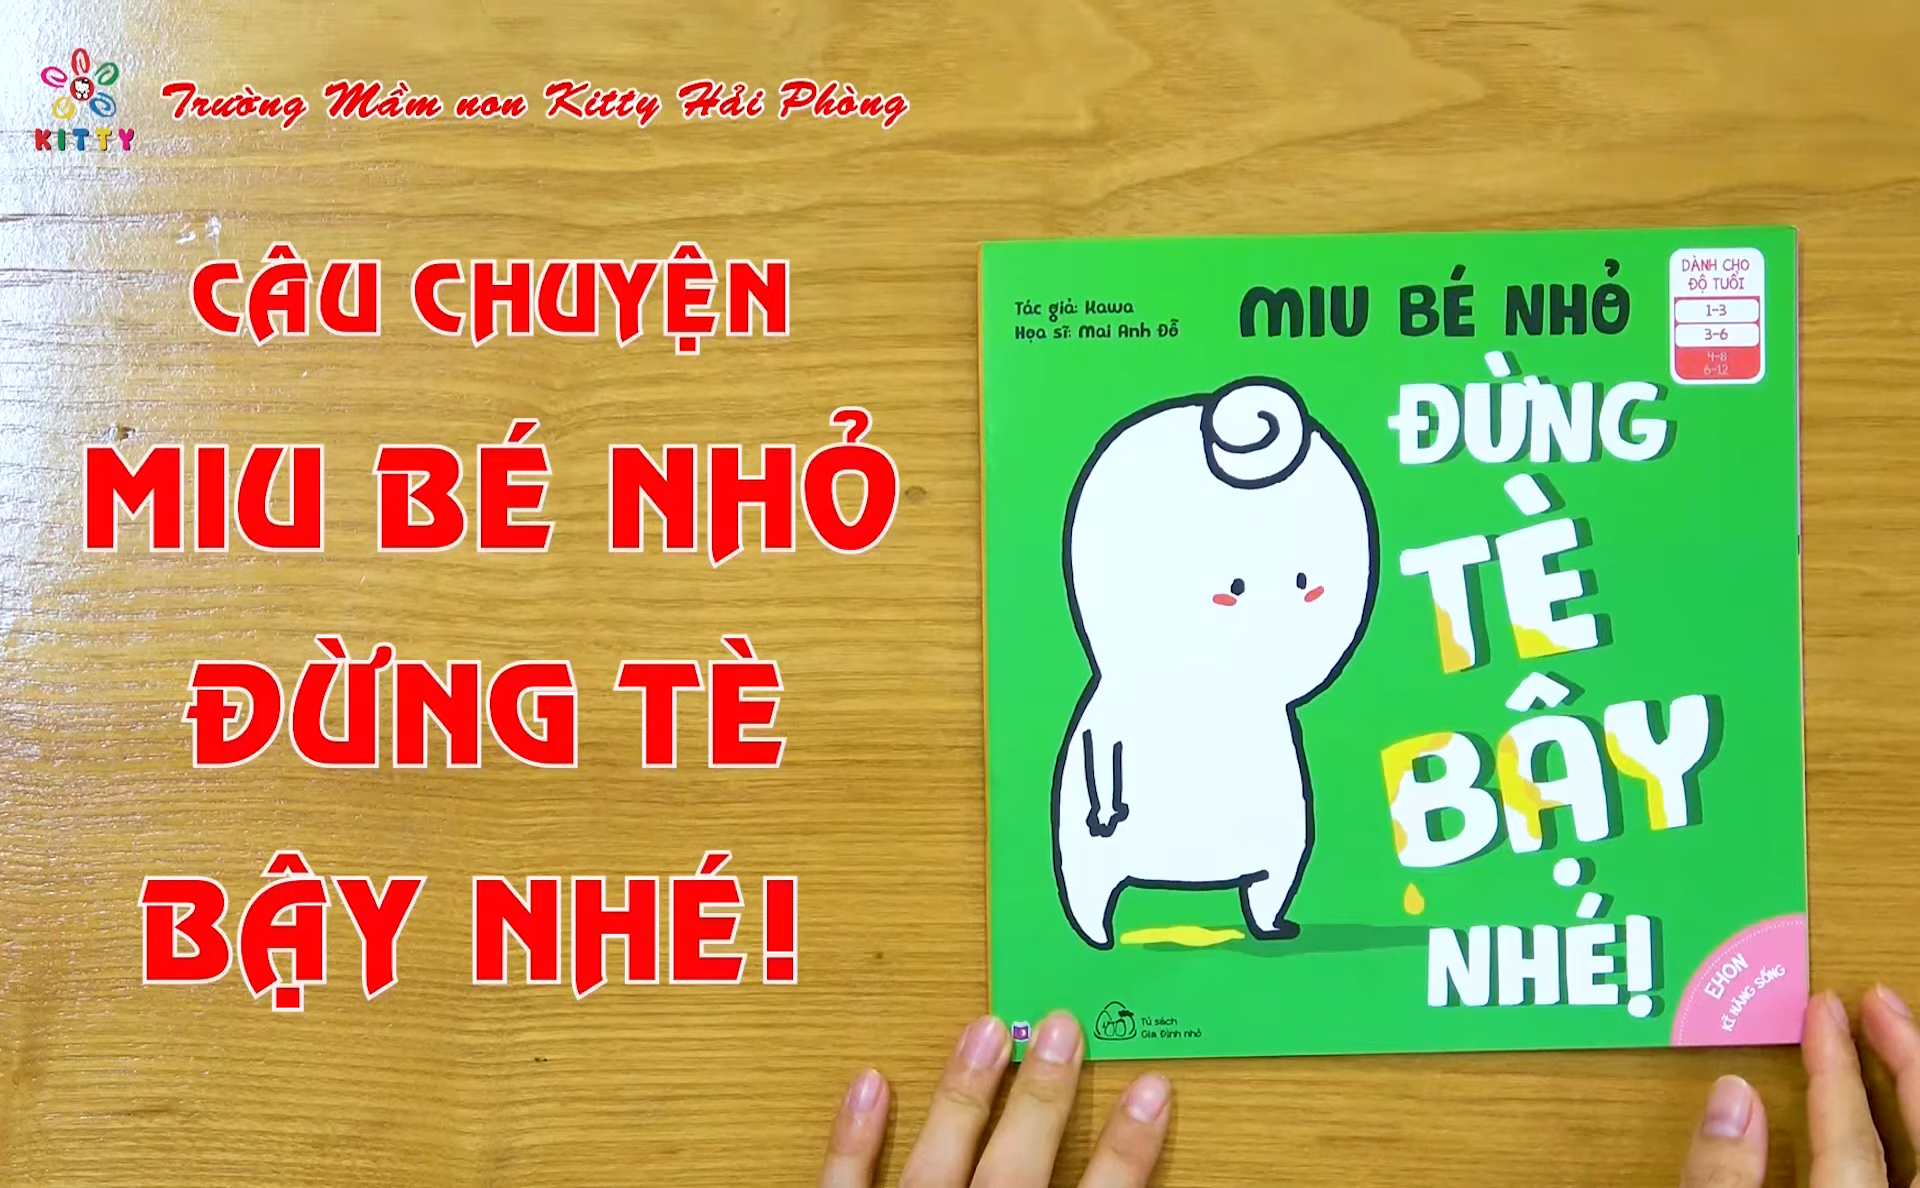 KITTY
Trường Mầm non Kitty Hải Phòng
CÂU CHUYỆN
MIU BÉ NHỎ
ĐỪNG TÈ
BẬY NHÉ!
Tác giả: Kawa
Họa sĩ: Mai Anh Đỗ
MIU BÉ NHỎ
DÀNH CHO
ĐỘ TUỔI
1-3
3-6
4-8
6-12
ĐỪNG
TÈ
BẬY
NHÉ!
EHON
KĨ NĂNG SỐNG
Tủ sách
Gia Đình nhỏ